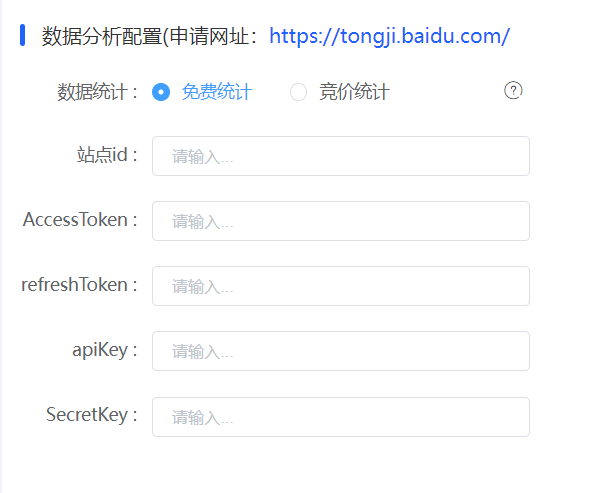 数据分析配置(申请网址：https://tongji.baidu.com/
数据统计： 免费统计 竞价统计 ?
站点id： 请输入...
AccessToken： 请输入...
refreshToken： 请输入...
apiKey： 请输入...
SecretKey： 请输入...